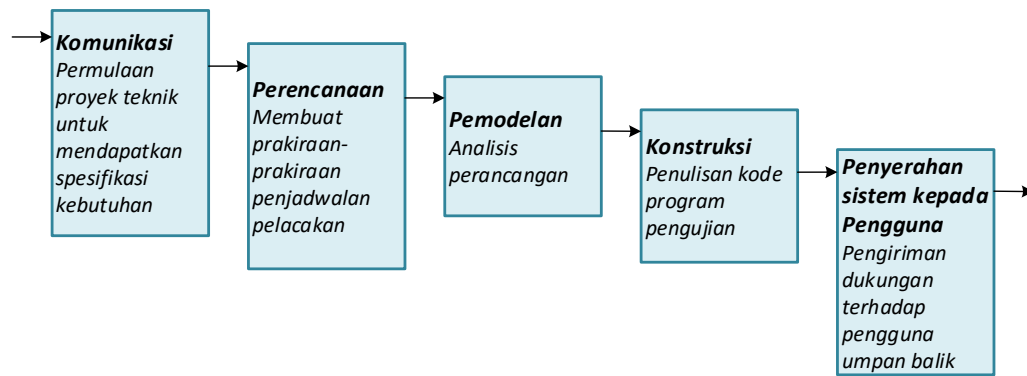 Komunikasi
Permulaan
proyek teknik
untuk
mendapatkan
spesifikasi
kebutuhan
Perencanaan
Membuat
prakiraan-
prakiraan
penjadwalan
pelacakan
Pemodelan
Analisis
perancangan
Konstruksi
Penulisan kode
program
pengujian
Penyerahan
sistem kepada
Pengguna
Pengiriman
dukungan
terhadap
pengguna
umpan balik